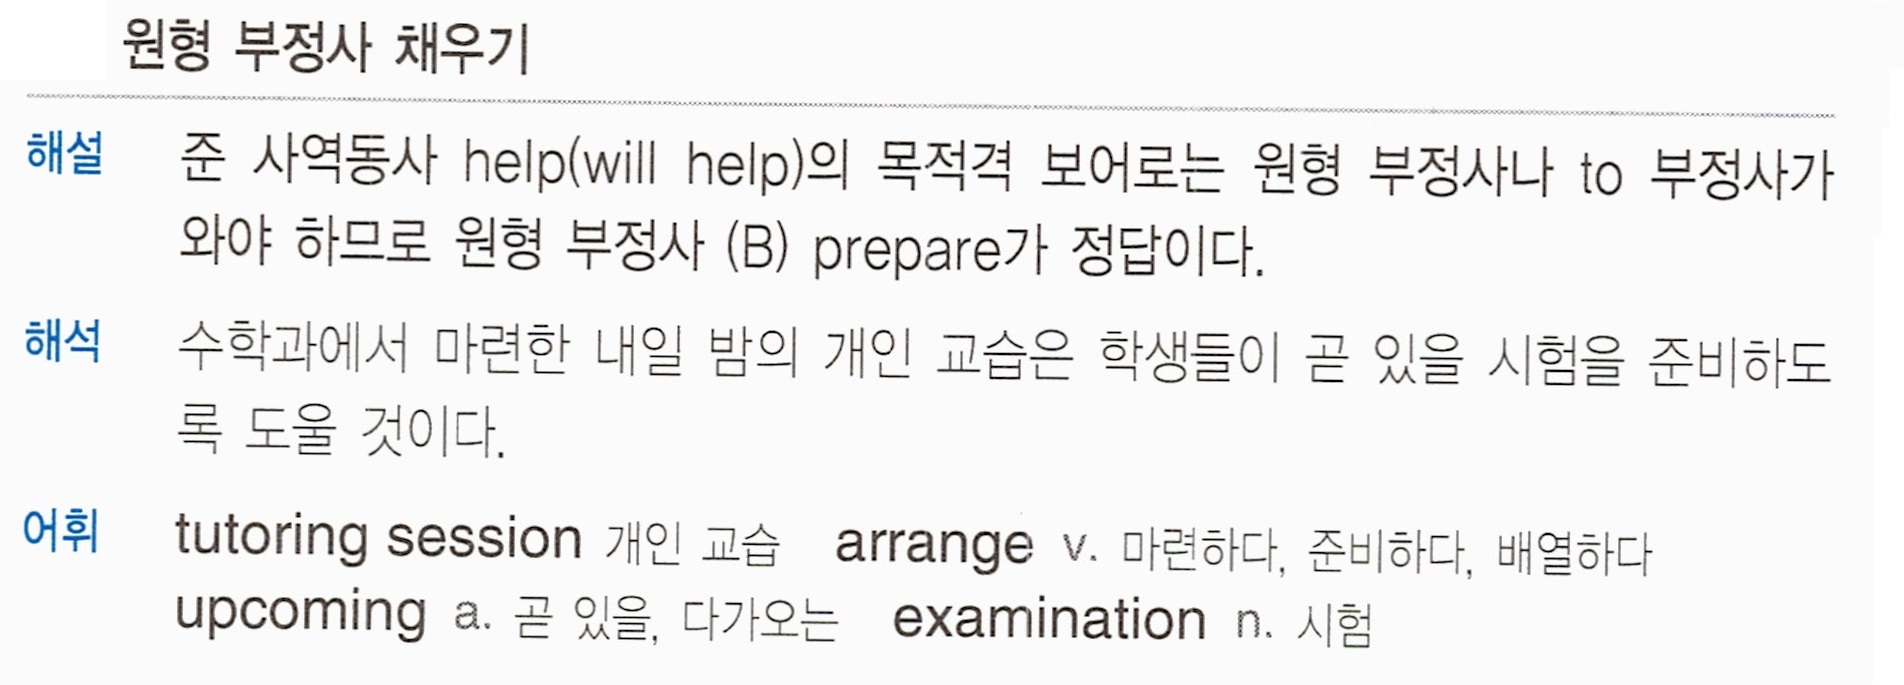 원형 부정사 채우기
해설 준 사역동사 help(will help)의 목적격 보어로는 원형 부정사나 to 부정사가
와야 하므로 원형 부정사 (B) prepare가 정답이다.
해석 수학과에서 마련한 내일 밤의 개인 교습은 학생들이 곧 있을 시험을 준비하도
록 도울 것이다.
어휘 tutoring session 개인 교습 arrange v. 마련하다, 준비하다, 배열하다
upcoming a. 곧 있을, 다가오는 examination n. 시험